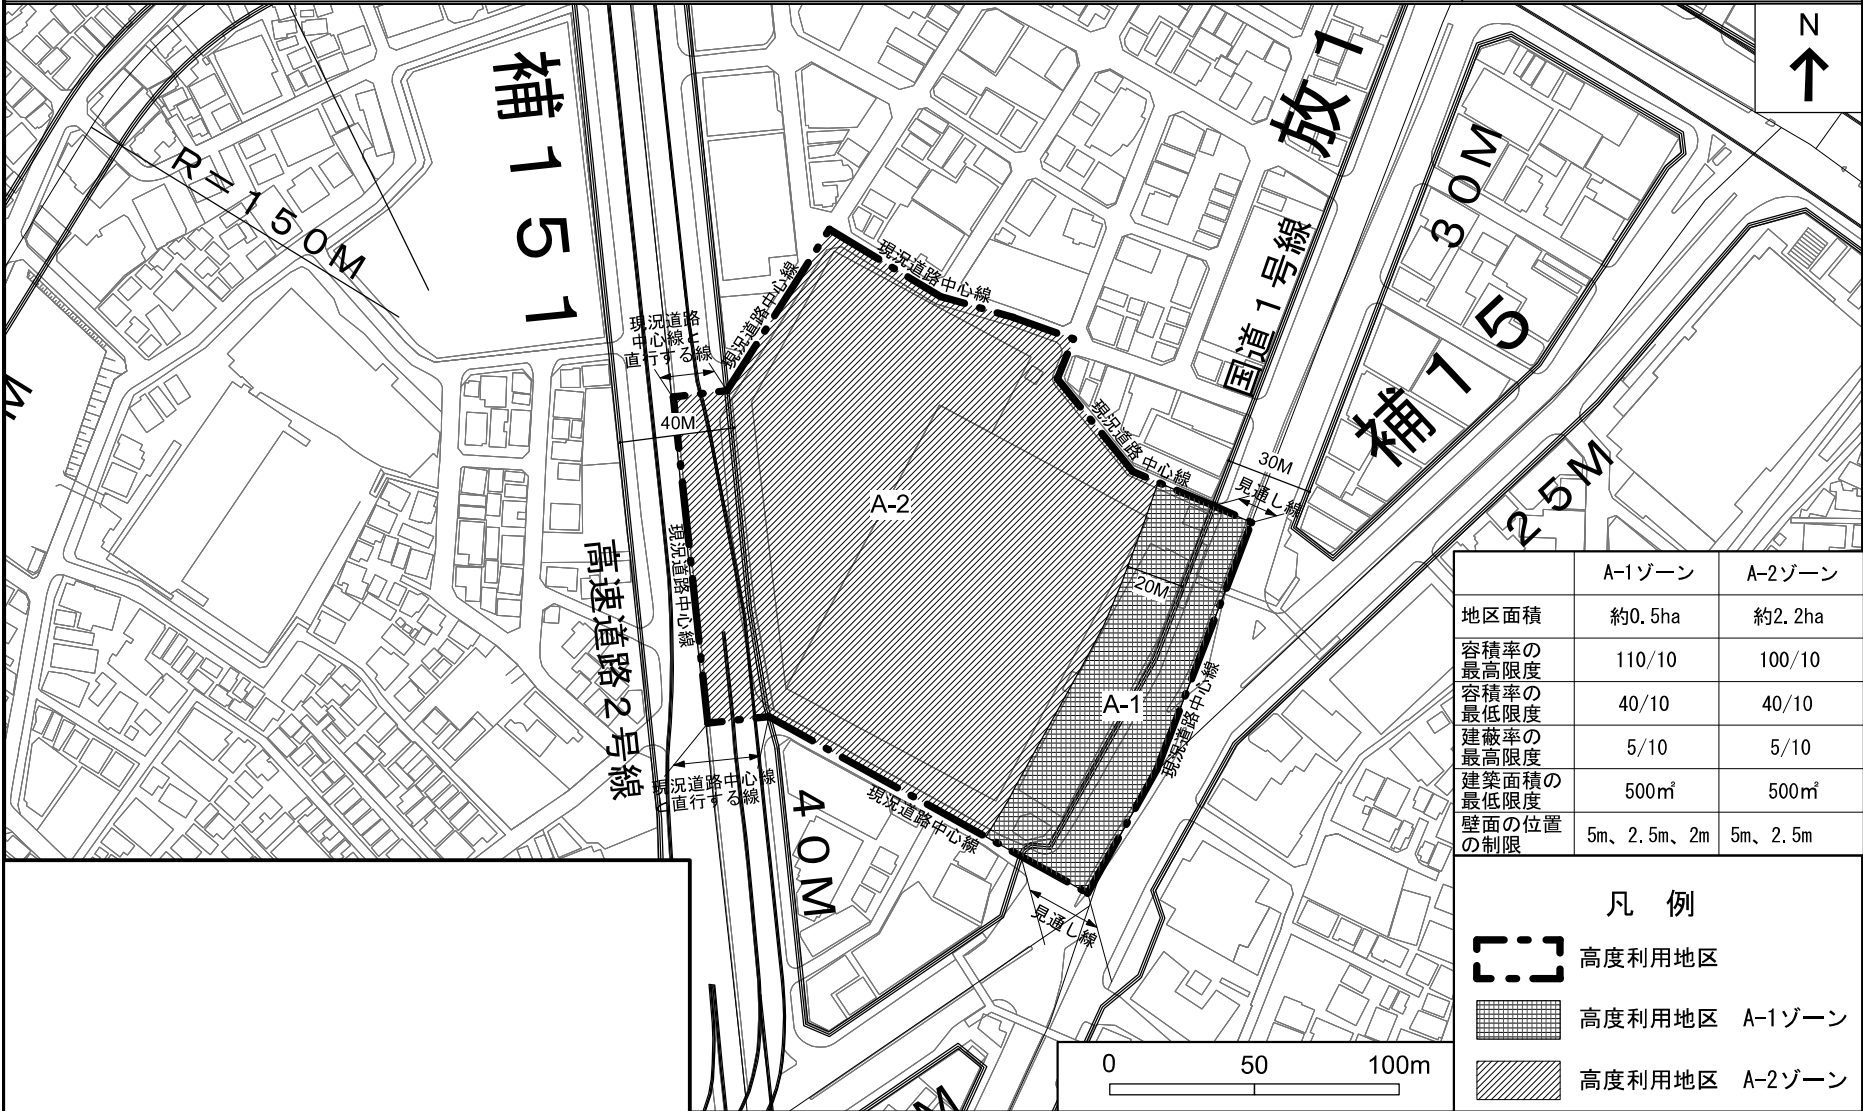 N
補151
R=150M
放1
30M
補15
25M
国道1号線
現況道路中心線
現況道路中心線
現況道路
中心線と
直行する線
40M
現況道路中心線
30M
見通し線
A-2
20M
A-1
現況道路中心線
現況道路中心線
高速道路2号線
現況道路中心線
と直行する線
現況道路中心線
40M
見通し線
M
M
A-1ゾーン A-2ゾーン
地区面積 約0.5ha 約2.2ha
容積率の
最高限度 110/10 100/10
容積率の
最低限度 40/10 40/10
建蔽率の
最高限度 5/10 5/10
建築面積の
最低限度 500㎡ 500㎡
壁面の位置
の制限 5m、2.5m、2m 5m、2.5m
凡 例
高度利用地区
高度利用地区 A-1ゾーン
高度利用地区 A-2ゾーン
0 50 100m